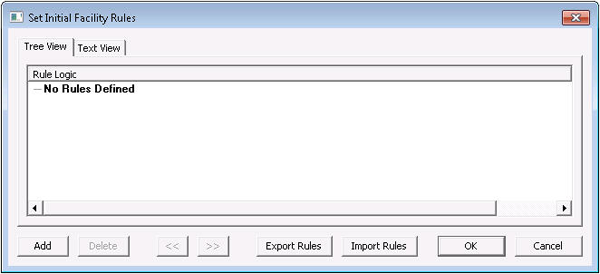 Set Initial Facility Rules
Tree View Text View
Rule Logic
No Rules Defined
Add Delete << >> Export Rules Import Rules OK Cancel